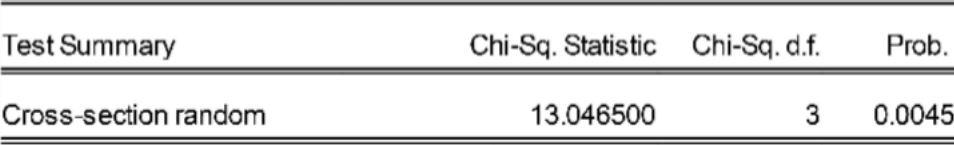 Test Summary Chi-Sq. Statistic Chi-Sq. d.f. Prob.
Cross-section random 13.046500 3 0.0045